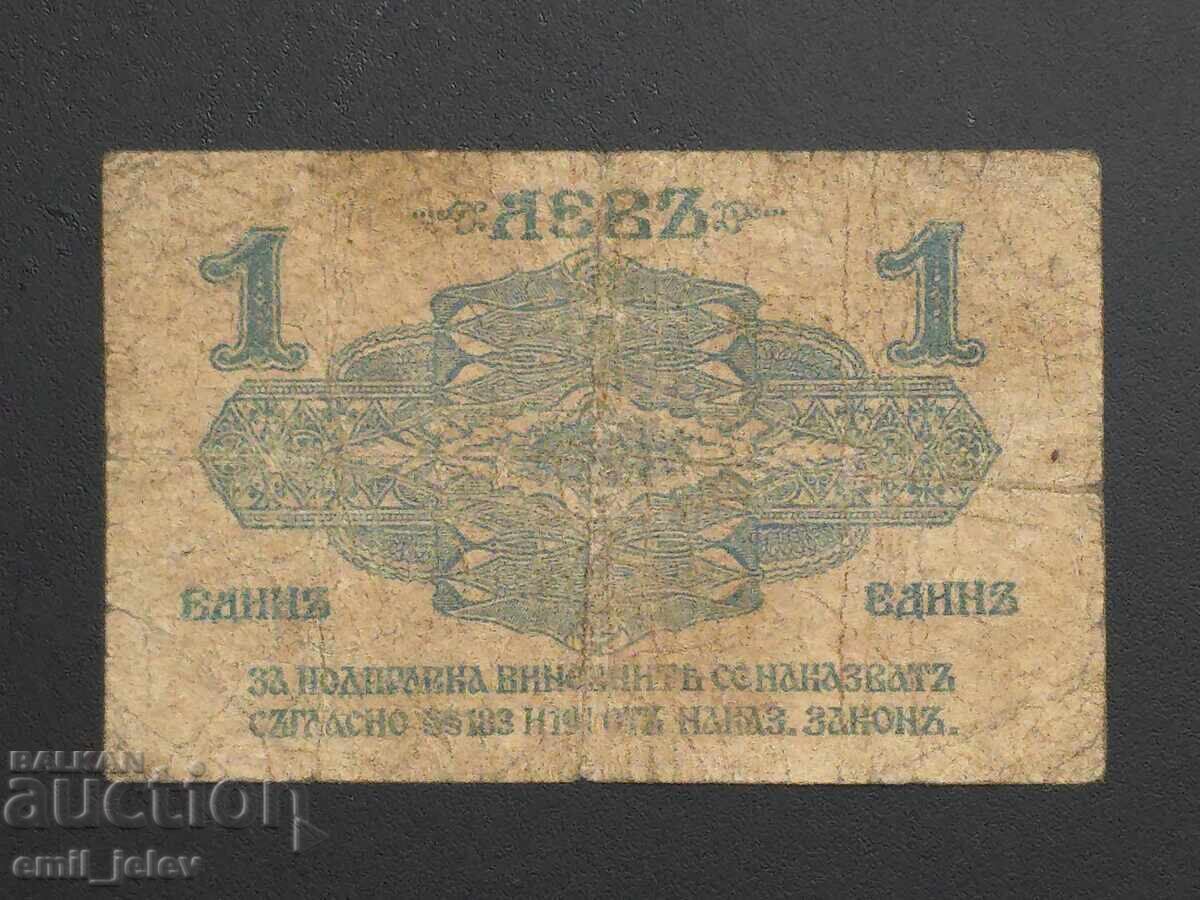 ЛЕВЪ
1 1
ЕДИНЪ ЕДИНЪ
ЗА ПОДПРАВКА ВИНОВНИТѢ СЕ НАКАЗВАТЪ
СЪГЛАСНО §§ 183 И 191 ОТЪ НАКАЗ. ЗАКОНЪ.
BALKAN
auction
emil_jelev